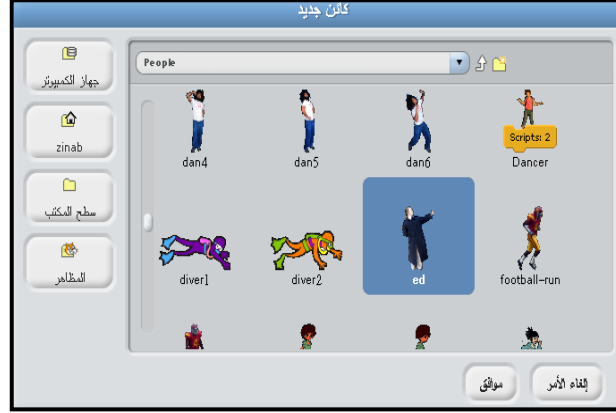 كائن جديد
People
جهاز الكمبيوتر
zinab
سطح المكتب
المظاهر
dan4
dan5
dan6
Scripts: 2
Dancer
diver1
diver2
ed
football-run
موافق
إلغاء الأمر